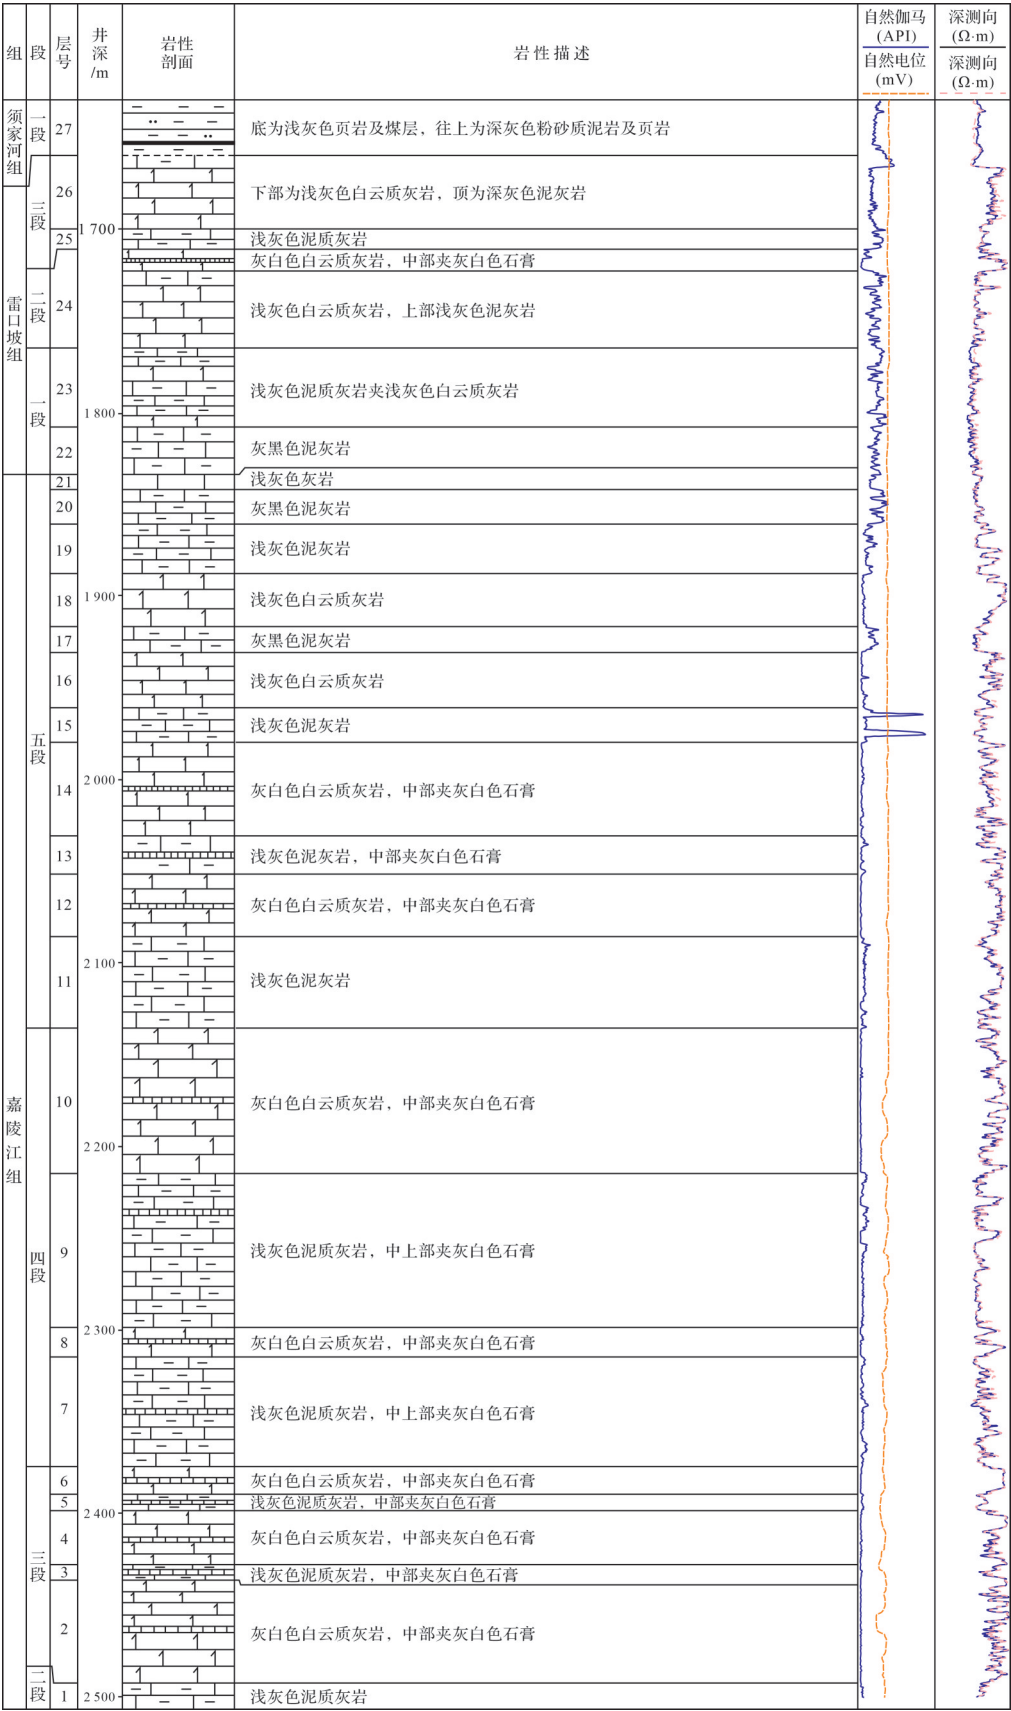 组 段 层号 井深/m 岩性剖面 岩性描述 自然伽马(API) 自然电位(mV) 深测向(Ω·m) 深测向(Ω·m)
须家河组 一段 27 底为浅灰色页岩及煤层，往上为深灰色粉砂质泥岩及页岩
雷口坡组 三段 26 下部为浅灰色白云质灰岩，顶为深灰色泥灰岩
1 700
25 浅灰色泥质灰岩
灰白色白云质灰岩，中部夹灰白色石膏
二段 24 浅灰色白云质灰岩，上部浅灰色泥灰岩
一段 23 浅灰色泥质灰岩夹浅灰色白云质灰岩
1 800
22 灰黑色泥灰岩
嘉陵江组 五段 21 浅灰色灰岩
20 灰黑色泥灰岩
19 浅灰色泥灰岩
18 1 900 浅灰色白云质灰岩
17 灰黑色泥灰岩
16 浅灰色白云质灰岩
15 浅灰色泥灰岩
2 000
14 灰白色白云质灰岩，中部夹灰白色石膏
13 浅灰色泥灰岩，中部夹灰白色石膏
12 灰白色白云质灰岩，中部夹灰白色石膏
2 100
11 浅灰色泥灰岩
四段 10 灰白色白云质灰岩，中部夹灰白色石膏
2 200
9 浅灰色泥质灰岩，中上部夹灰白色石膏
2 300
8 灰白色白云质灰岩，中部夹灰白色石膏
7 浅灰色泥质灰岩，中上部夹灰白色石膏
三段 6 灰白色白云质灰岩，中部夹灰白色石膏
5 浅灰色泥质灰岩，中部夹灰白色石膏
2 400
4 灰白色白云质灰岩，中部夹灰白色石膏
3 浅灰色泥质灰岩，中部夹灰白色石膏
2 灰白色白云质灰岩，中部夹灰白色石膏
二段 1 2 500 浅灰色泥质灰岩